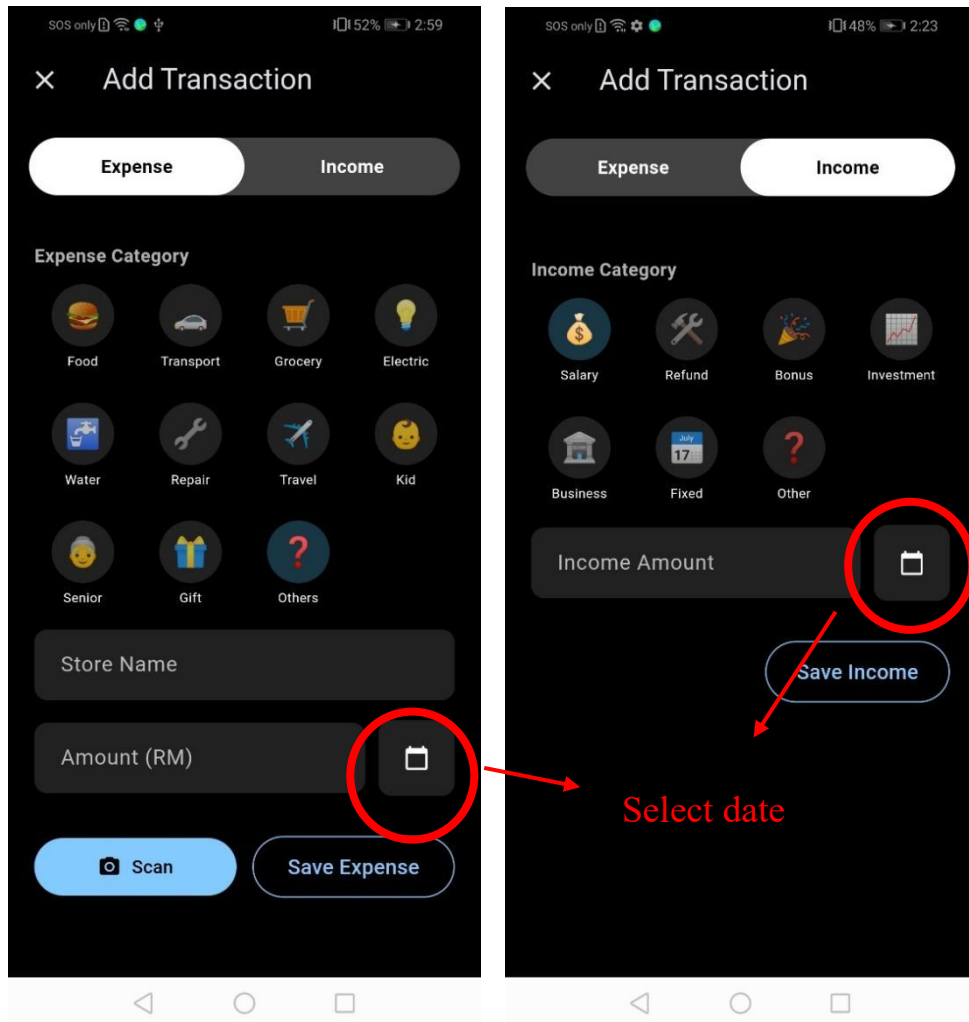 SOS only 52% 2:59
Add Transaction
Expense Income
Expense Category
Food Transport Grocery Electric
Water Repair Travel Kid
Senior Gift Others
Store Name
Amount (RM)
Scan Save Expense
SOS only 48% 2:23
Add Transaction
Expense Income
Income Category
$
Salary Refund Bonus Investment
July
17
Business Fixed Other
Income Amount
Save Income
Select date